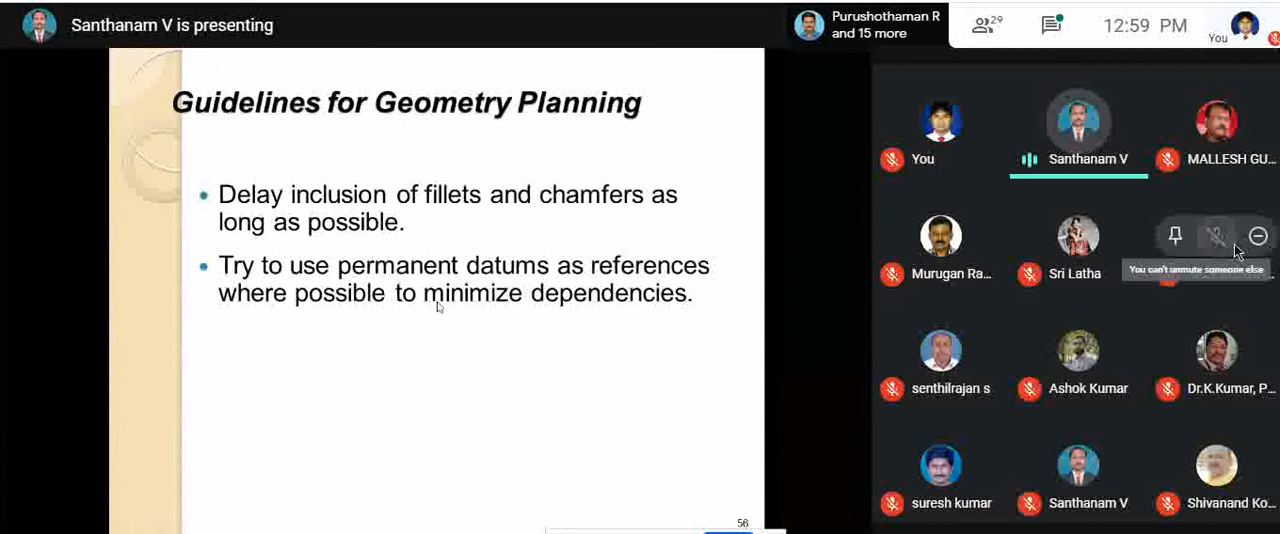 Santhanam V is presenting
Purushothaman R
and 15 more
29
12:59 PM
You
Guidelines for Geometry Planning
• Delay inclusion of fillets and chamfers as
long as possible.
• Try to use permanent datums as references
where possible to minimize dependencies.
56
You
Santhanam V
MALLESH GU...
Murugan Ra...
Sri Latha
You can't unmute someone else
senthilrajan s
Ashok Kumar
Dr.K.Kumar, P...
suresh kumar
Santhanam V
Shivanand Ko...